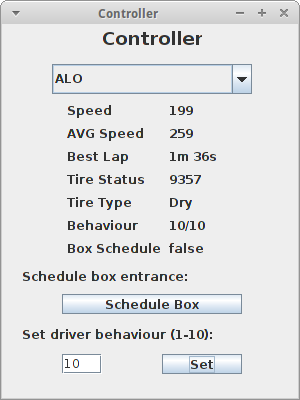 Controller
Controller
ALO
Speed 199
AVG Speed 259
Best Lap 1m 36s
Tire Status 9357
Tire Type Dry
Behaviour 10/10
Box Schedule false
Schedule box entrance:
Schedule Box
Set driver behaviour (1-10):
10 Set